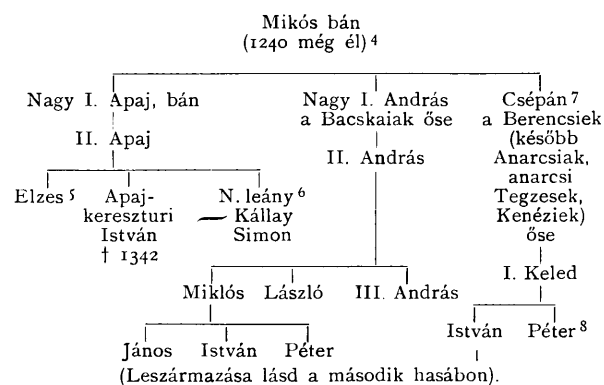 Mikós bán
(1240 még él) 4
Nagy I. Apaj, bán
Nagy I. András
Csépán 7
a Bacskaiak őse
a Berencsiek
(később
Anarcsiak,
anarcsi
Tegzesek,
Kenéziek)
őse
II. Apaj
II. András
Elzes 5
Apaj-
kereszturi
István
† 1342
N. leány 6
— Kállay
Simon
I. Keled
Miklós László III. András
István Péter 8
János István Péter
(Leszármazása lásd a második hasábon).